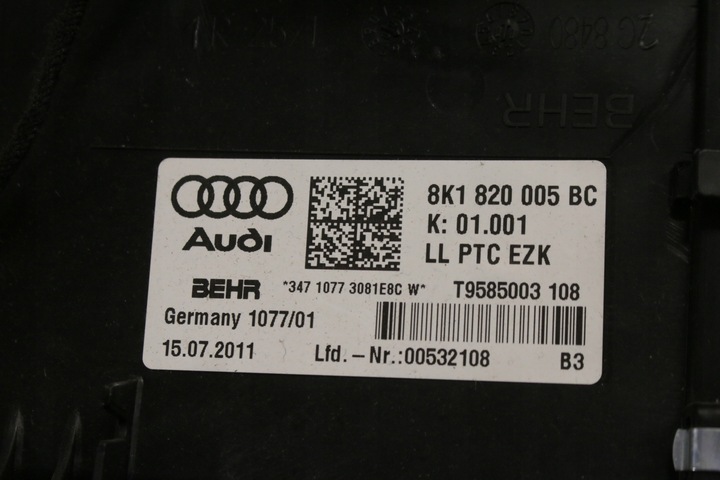 BEHR
Audi
8K1 820 005 BC
K: 01.001
LL PTC EZK
BEHR *347 1077 3081E8C W* T9585003 108
Germany 1077/01
15.07.2011 Lfd.-Nr.:00532108 B3